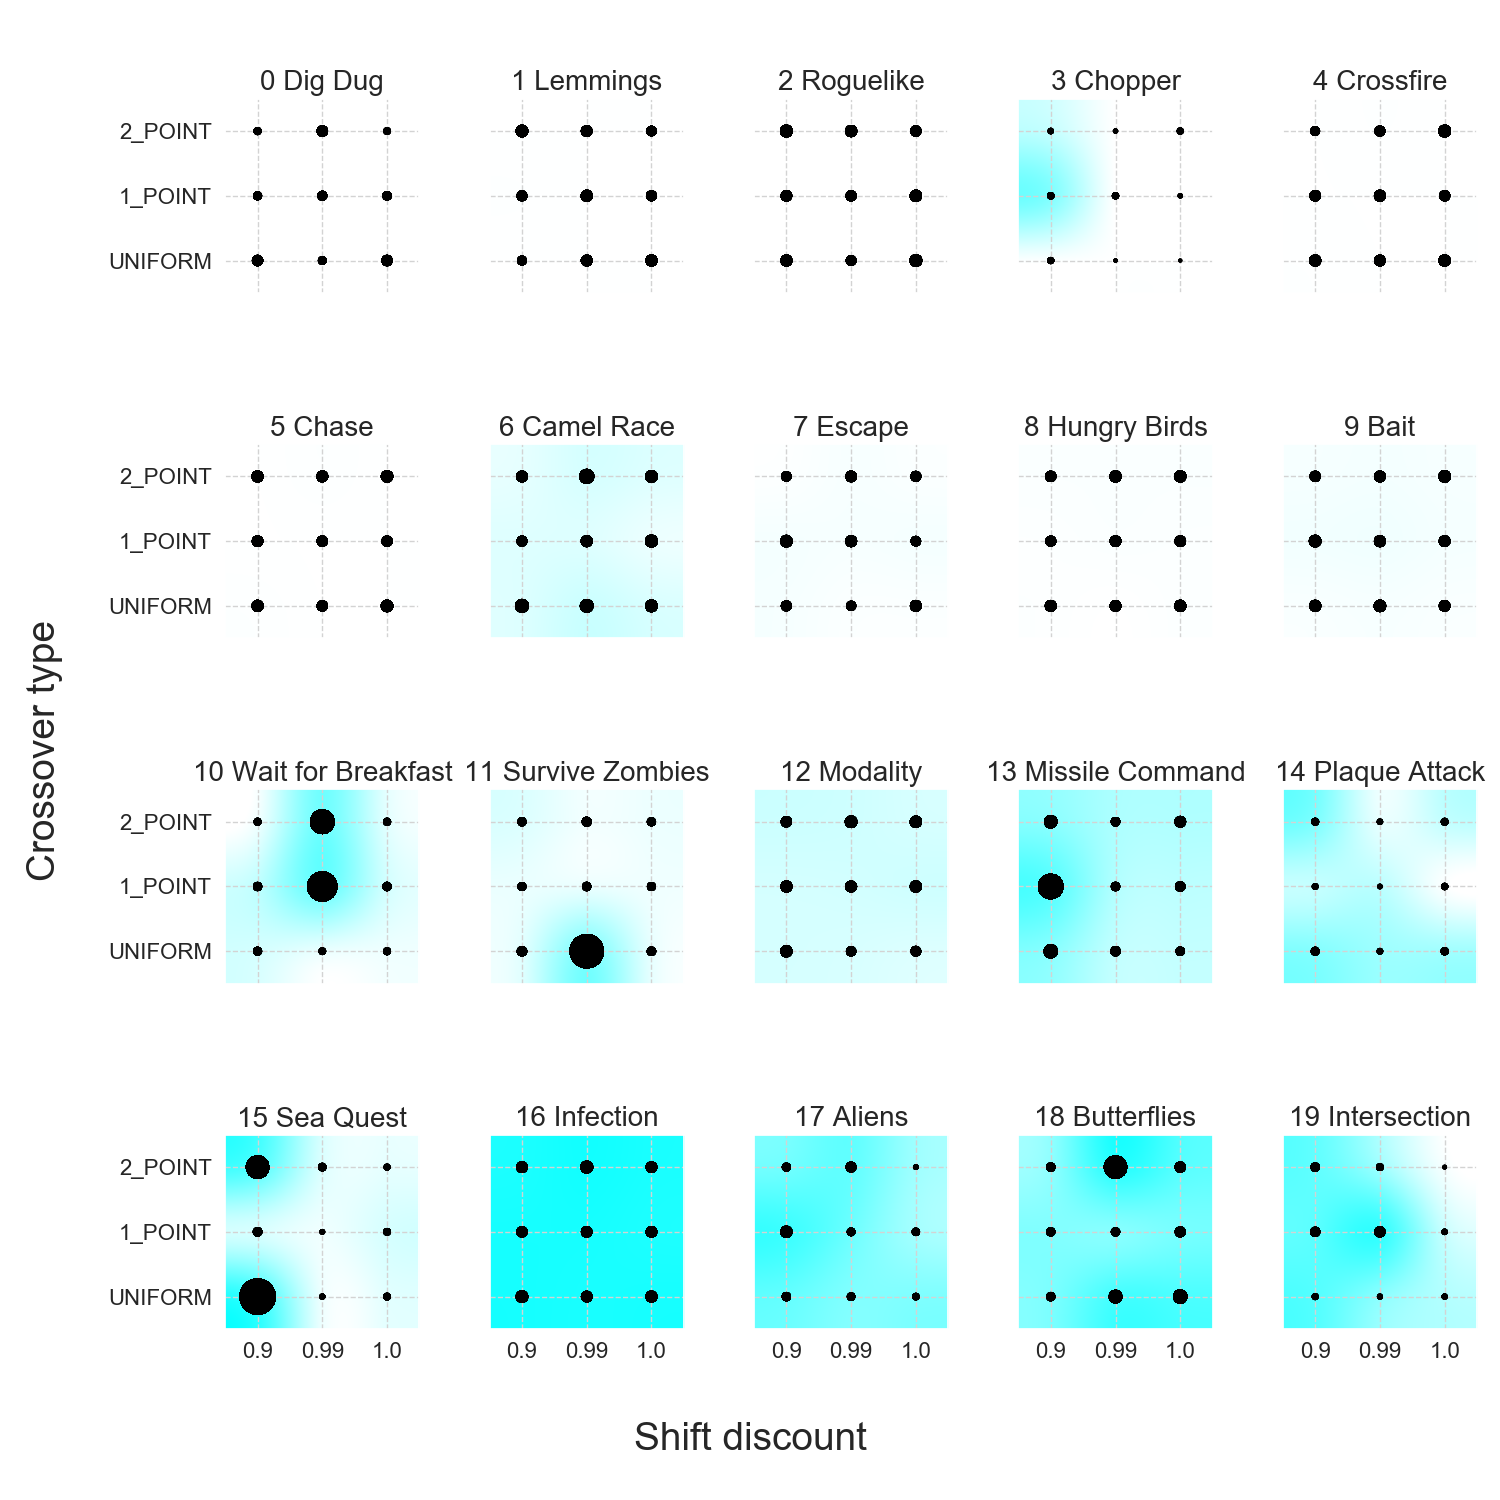 0 Dig Dug
1 Lemmings
2 Roguelike
3 Chopper
4 Crossfire
2_POINT
1_POINT
UNIFORM
5 Chase
6 Camel Race
7 Escape
8 Hungry Birds
9 Bait
2_POINT
1_POINT
UNIFORM
Crossover type
10 Wait for Breakfast
11 Survive Zombies
12 Modality
13 Missile Command
14 Plaque Attack
2_POINT
1_POINT
UNIFORM
15 Sea Quest
16 Infection
17 Aliens
18 Butterflies
19 Intersection
2_POINT
1_POINT
UNIFORM
0.9 0.99 1.0
0.9 0.99 1.0
0.9 0.99 1.0
0.9 0.99 1.0
0.9 0.99 1.0
Shift discount